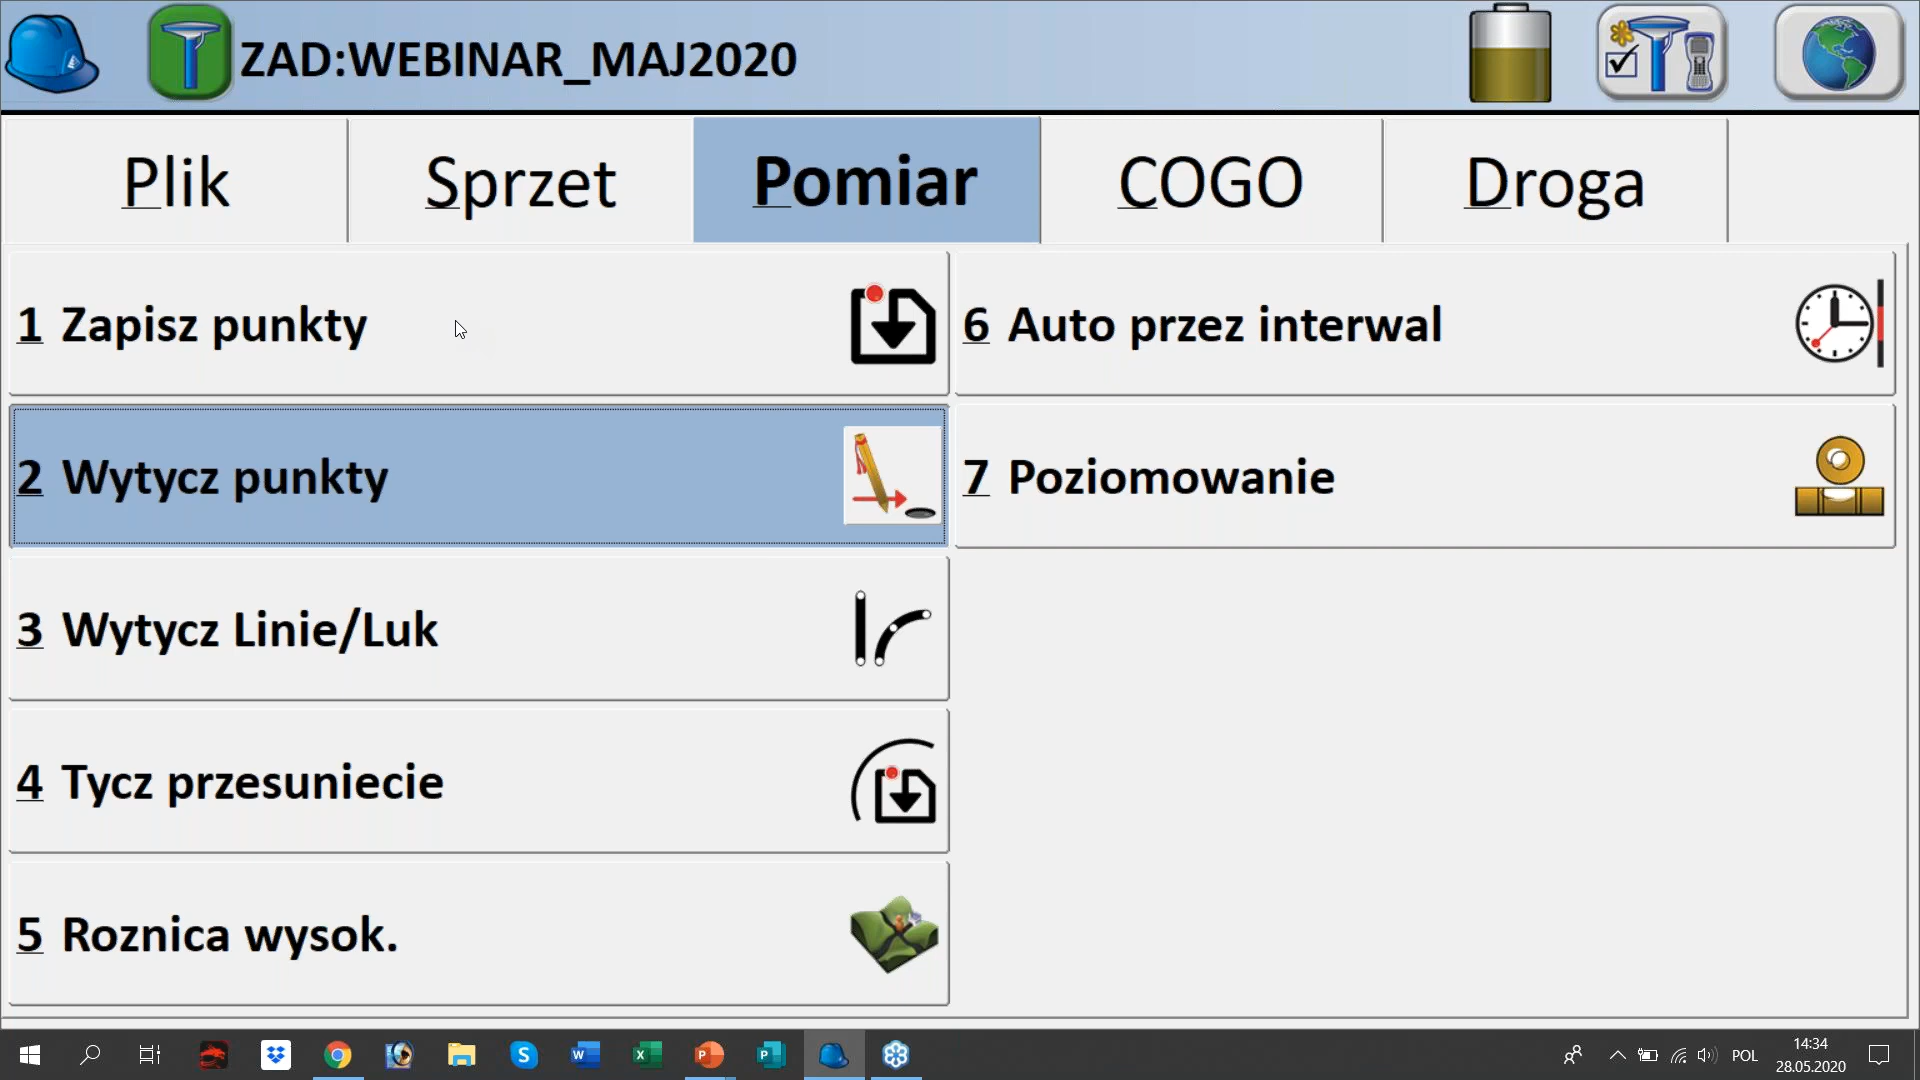 ZAD:WEBINAR_MAJ2020
Plik
Sprzet
Pomiar
COGO
Droga
1 Zapisz punkty
6 Auto przez interwal
2 Wytycz punkty
7 Poziomowanie
3 Wytycz Linie/Luk
4 Tycz przesuniecie
5 Roznica wysok.
POL
14:34
28.05.2020